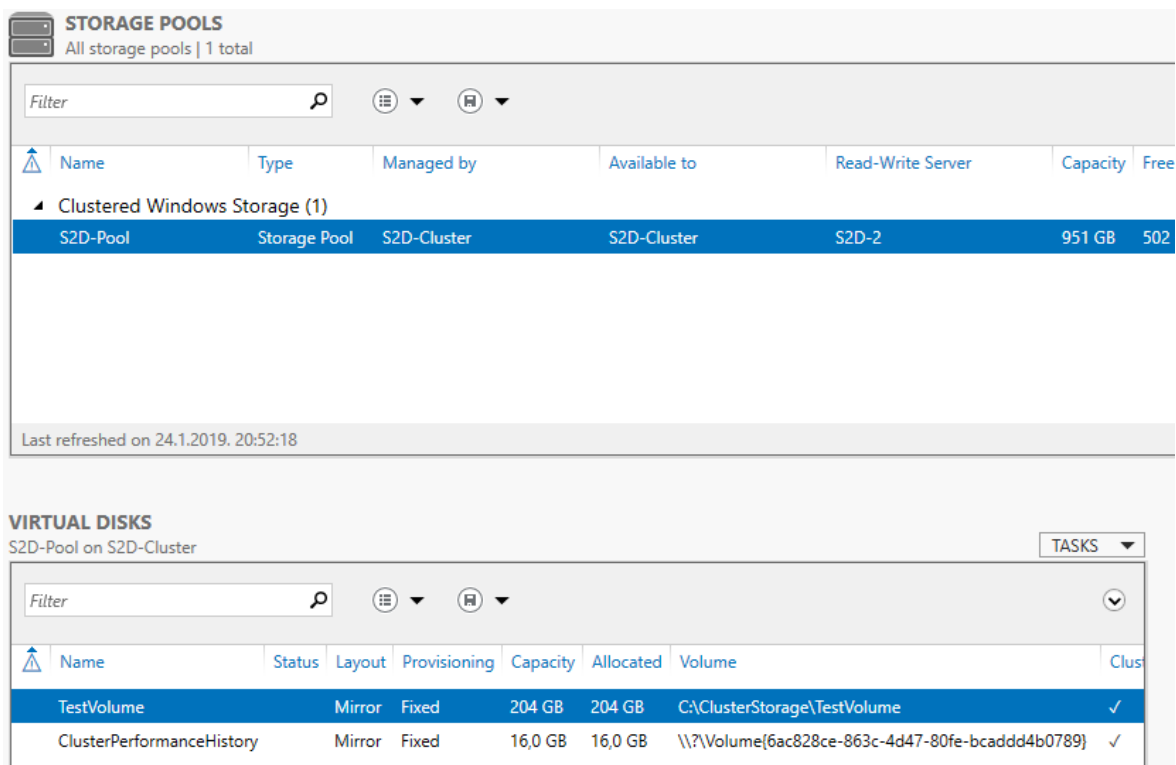 STORAGE POOLS
All storage pools | 1 total
Filter
Name Type Managed by Available to Read-Write Server Capacity Free
Clustered Windows Storage (1)
S2D-Pool Storage Pool S2D-Cluster S2D-Cluster S2D-2 951 GB 502
Last refreshed on 24.1.2019. 20:52:18
VIRTUAL DISKS
S2D-Pool on S2D-Cluster
TASKS
Filter
Name Status Layout Provisioning Capacity Allocated Volume Clust
TestVolume Mirror Fixed 204 GB 204 GB C:\ClusterStorage\TestVolume
ClusterPerformanceHistory Mirror Fixed 16,0 GB 16,0 GB \\?\Volume{6ac828ce-863c-4d47-80fe-bcaddd4b0789}